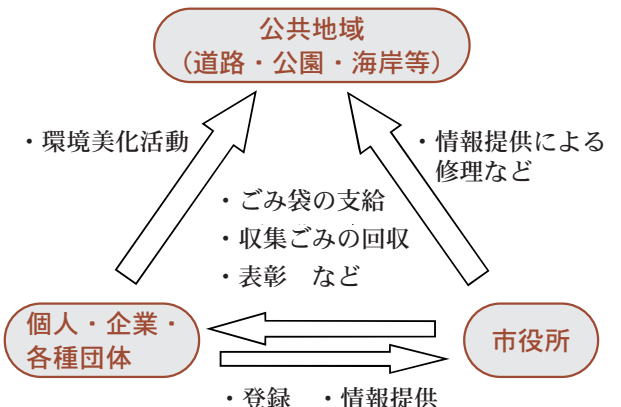 公共地域
（道路・公園・海岸等）
・環境美化活動
・情報提供による
修理など
・ごみ袋の支給
・収集ごみの回収
・表彰　など
個人・企業・
各種団体
市役所
・登録　・情報提供